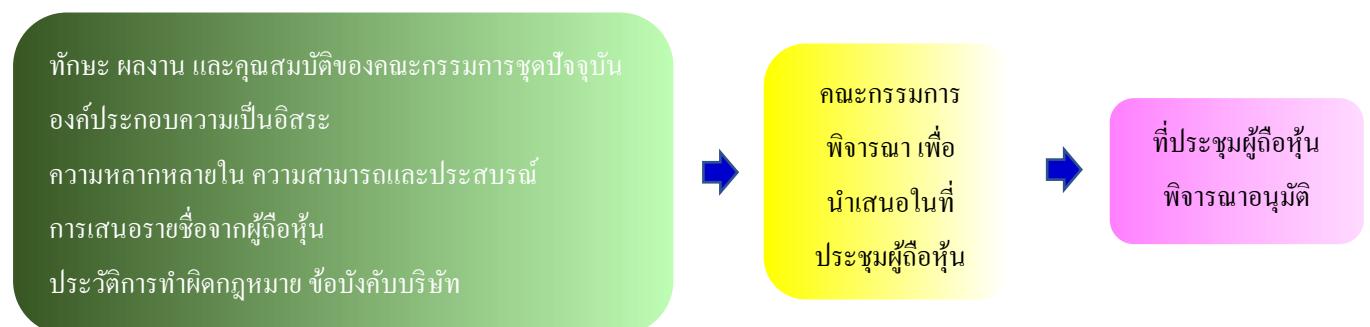 ทักษะ ผลงาน และคุณสมบัติของคณะกรรมการชุดปัจจุบัน
องค์ประกอบความเป็นอิสระ
ความหลากหลายใน ความสามารถและประสบรณ์
การเสนอรายชื่อจากผู้ถือหุ้น
ประวัติการทำผิดกฎหมาย ข้อบังคับบริษัท
คณะกรรมการ
พิจารณา เพื่อ
นำเสนอในที่
ประชุมผู้ถือหุ้น
ที่ประชุมผู้ถือหุ้น
พิจารณาอนุมัติ